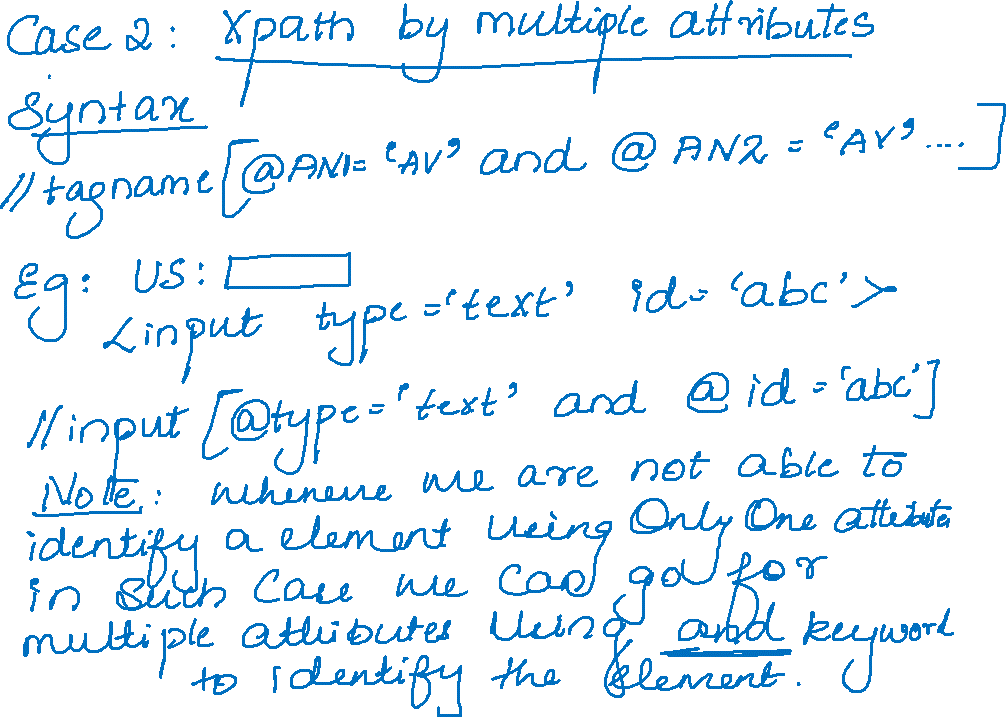 Case 2: Xpath by multiple attributes
Syntax
//tagname[@AN1= 'AV' and @AN2 = 'AV'....]
Eg: US:
<input type='text' id='abc'>
//input [@type='text' and @id='abc']
Note: whenever we are not able to
identify a element using Only One attribute
in Such Case we can go for
multiple attributes Using and keyword
to identify the element.